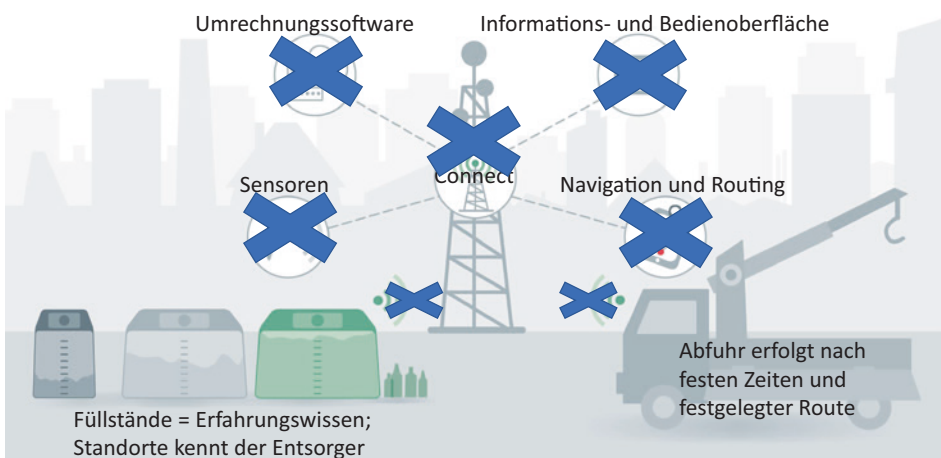 Umrechnungssoftware
Informations- und Bedienoberfläche
Connect
Sensoren
Navigation und Routing
Abfuhr erfolgt nach
festen Zeiten und
festgelegter Route
Füllstände = Erfahrungswissen;
Standorte kennt der Entsorger